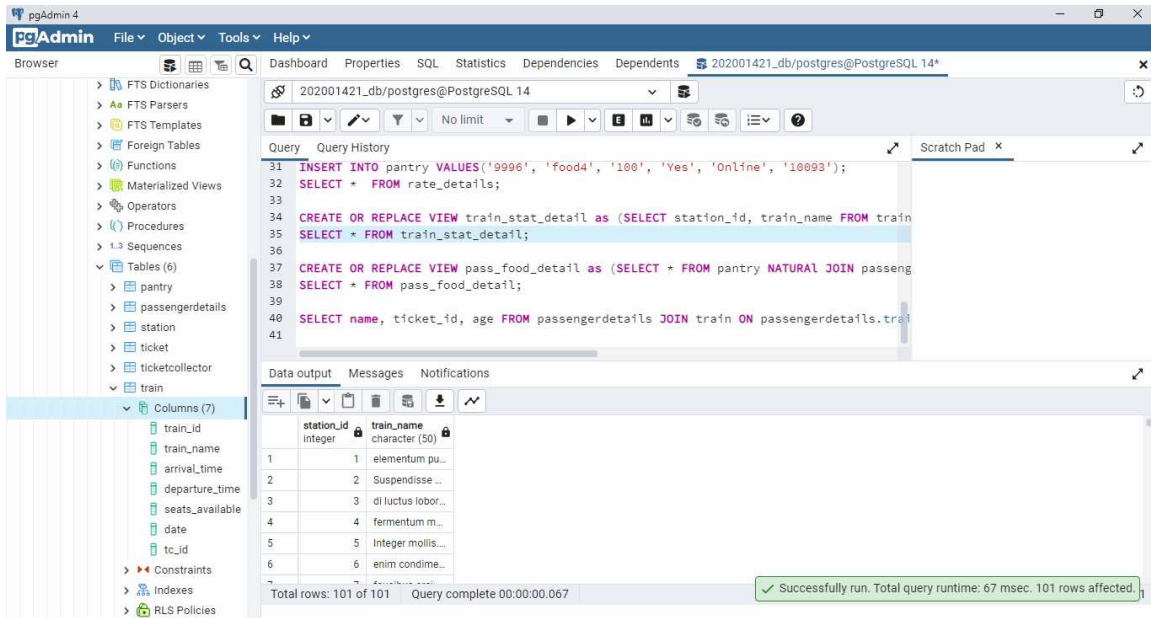 pgAdmin 4
pgAdmin File Object Tools Help
Browser
Dashboard Properties SQL Statistics Dependencies Dependents 202001421_db/postgres@PostgreSQL 14*
FTS Dictionaries
Aa FTS Parsers
FTS Templates
Foreign Tables
Functions
Materialized Views
Operators
Procedures
1..3 Sequences
Tables (6)
pantry
passengerdetails
station
ticket
ticketcollector
train
Columns (7)
train_id
train_name
arrival_time
departure_time
seats_available
date
tc_id
Constraints
Indexes
RLS Policies
202001421_db/postgres@PostgreSQL 14
No limit
Query Query History
Scratch Pad
31 INSERT INTO pantry VALUES('9996', 'food4', '100', 'Yes', 'Online', '10093');
32 SELECT * FROM rate_details;
33
34 CREATE OR REPLACE VIEW train_stat_detail as (SELECT station_id, train_name FROM train
35 SELECT * FROM train_stat_detail;
36
37 CREATE OR REPLACE VIEW pass_food_detail as (SELECT * FROM pantry NATURAL JOIN passeng
38 SELECT * FROM pass_food_detail;
39
40 SELECT name, ticket_id, age FROM passengerdetails JOIN train ON passengerdetails.trai
41
Data output Messages Notifications
station_id train_name
integer character (50)
1 1 elementum pu...
2 2 Suspendisse ...
3 3 di luctus lobor...
4 4 fermentum m...
5 5 Integer mollis....
6 6 enim condime...
Total rows: 101 of 101 Query complete 00:00:00.067
Successfully run. Total query runtime: 67 msec. 101 rows affected.